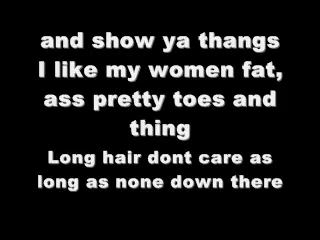 and show ya thangs
I like my women fat,
ass pretty toes and
thing
Long hair dont care as
long as none down there